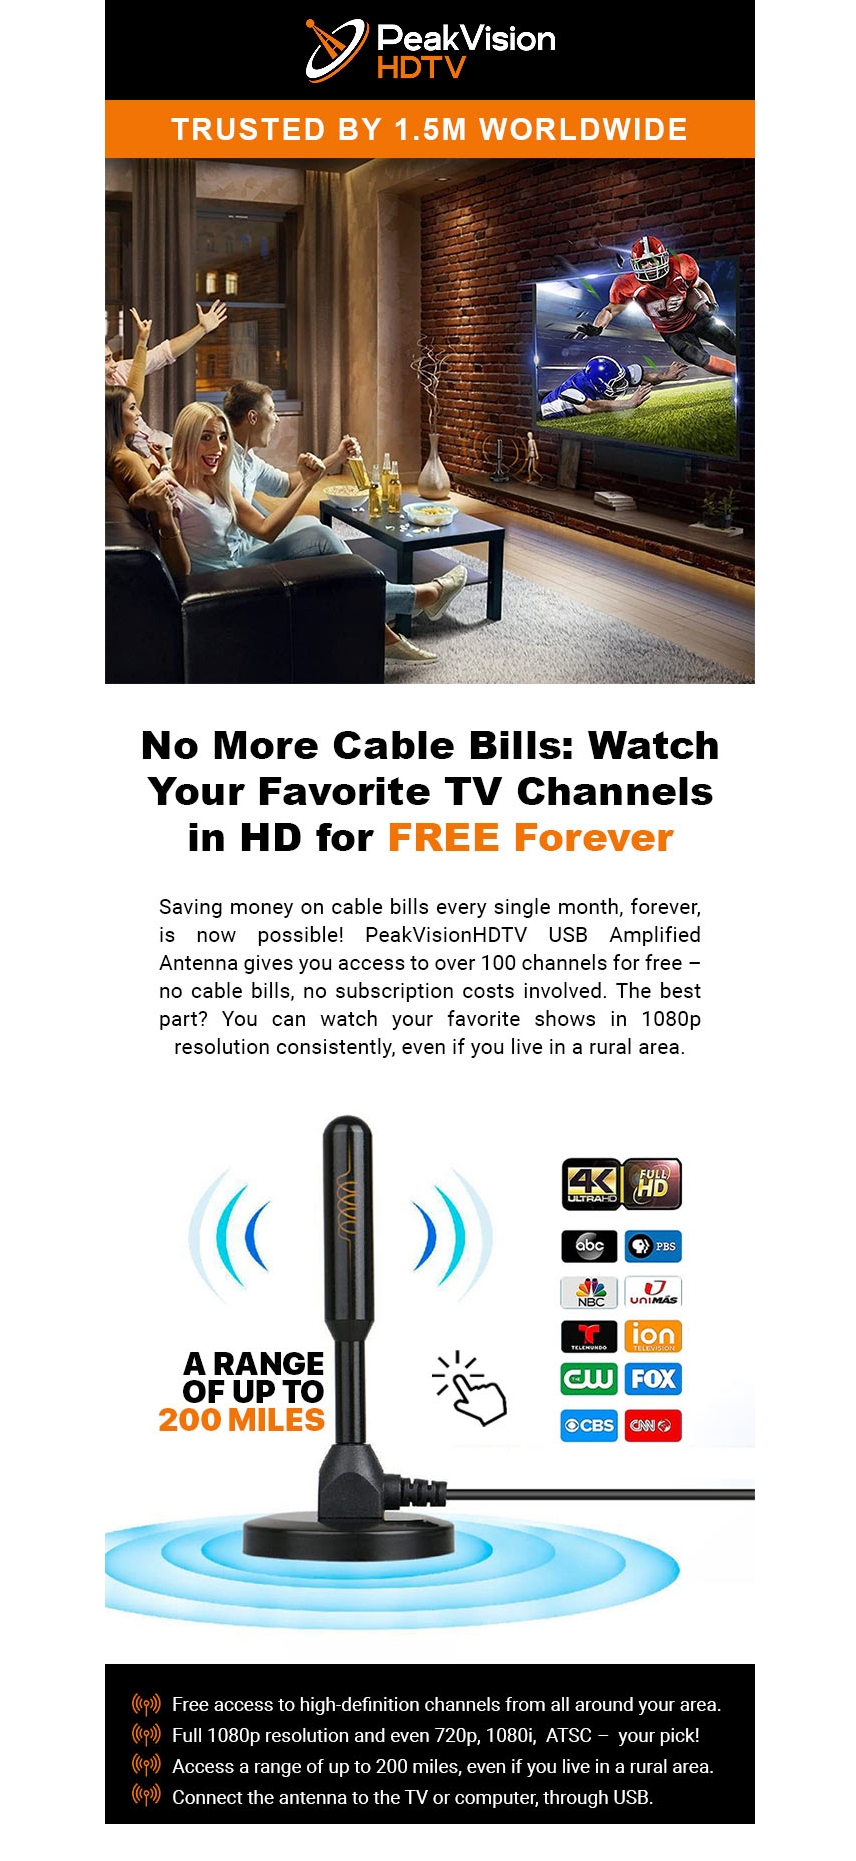 PeakVision
HDTV
TRUSTED BY 1.5M WORLDWIDE
No More Cable Bills: Watch
Your Favorite TV Channels
in HD for FREE Forever
Saving money on cable bills every single month, forever,
is now possible! PeakVisionHDTV USB Amplified
Antenna gives you access to over 100 channels for free –
no cable bills, no subscription costs involved. The best
part? You can watch your favorite shows in 1080p
resolution consistently, even if you live in a rural area.
4K FULL HD
ULTRAHD
abc PBS
NBC UNIMÁS
TELEMUNDO ion TELEVISION
THE CW FOX
CBS CNN
A RANGE
OF UP TO
200 MILES
Free access to high-definition channels from all around your area.
Full 1080p resolution and even 720p, 1080i, ATSC – your pick!
Access a range of up to 200 miles, even if you live in a rural area.
Connect the antenna to the TV or computer, through USB.